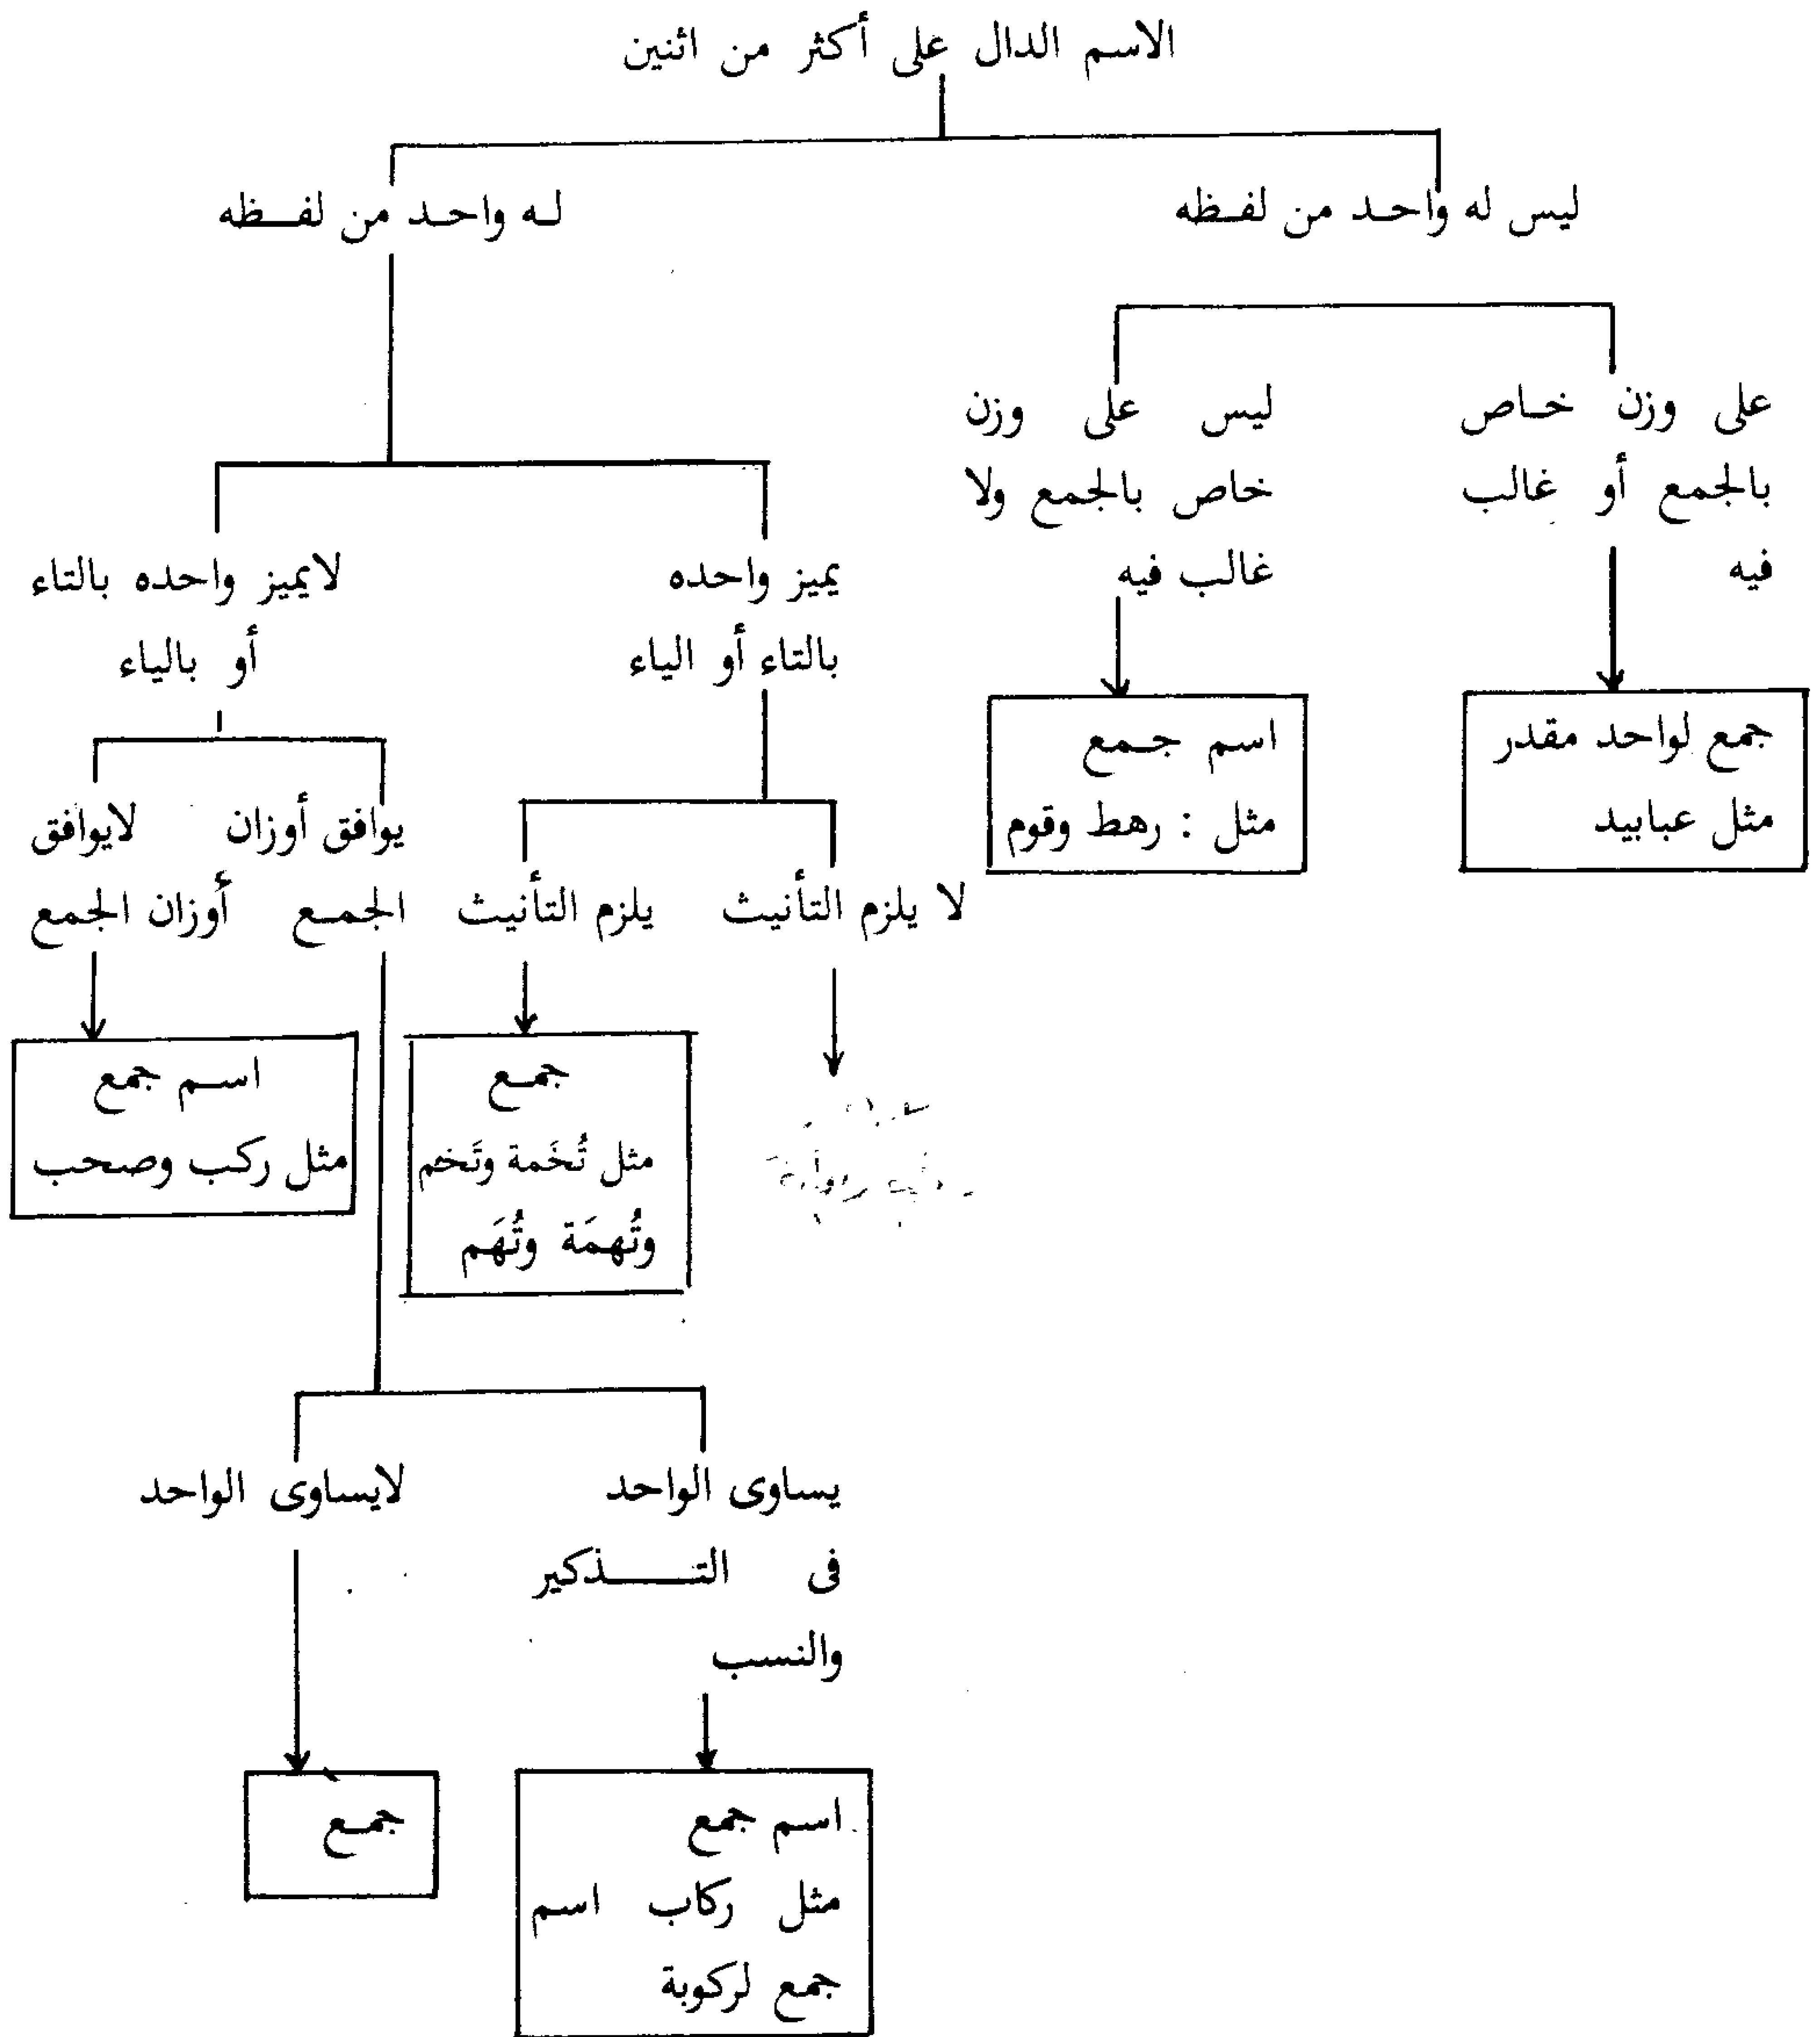 الاسم الدال على أكثر من اثنين
ليس له واحد من لفظه
له واحد من لفظه
على وزن خاص
بالجمع أو غالب
فيه
ليس على وزن
خاص بالجمع ولا
غالب فيه
جمع لواحد مقدر
مثل عبابيد
اسم جمع
مثل : رهط وقوم
يميز واحده
بالتاء أو الياء
لايميز واحده بالتاء
أو بالياء
لا يلزم التأنيث
يلزم التأنيث
جمع
مثل تُخَمة وتَخم
وتُهمَة وتُهَم
يوافق أوزان
الجمع
لايوافق
أوزان الجمع
اسم جمع
مثل ركب وصحب
يساوى الواحد
فى التذكير
والنسب
لايساوى الواحد
اسم جمع
مثل ركاب اسم
جمع لركوبة
جمع